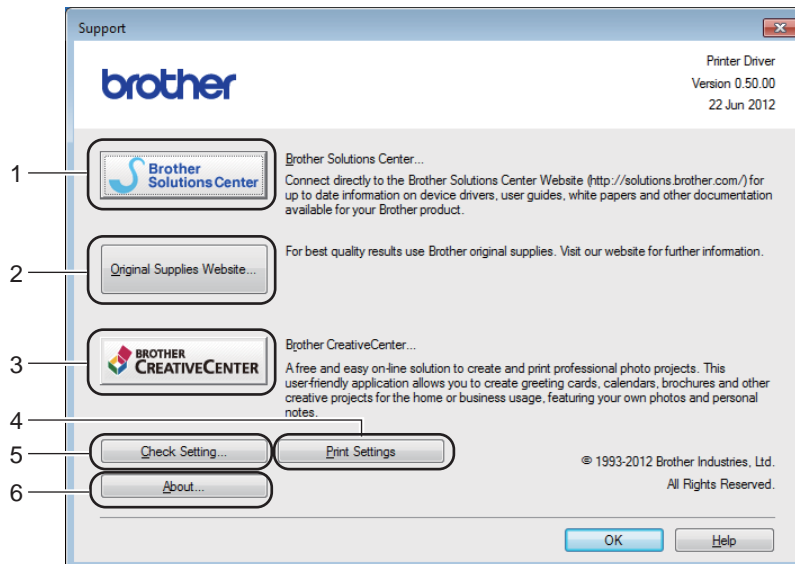 Support
brother
Printer Driver
Version 0.50.00
22 Jun 2012
1
Brother
Solutions Center
Brother Solutions Center...
Connect directly to the Brother Solutions Center Website (http://solutions.brother.com/) for
up to date information on device drivers, user guides, white papers and other documentation
available for your Brother product.
2
Original Supplies Website...
For best quality results use Brother original supplies. Visit our website for further information.
3
BROTHER
CREATIVECENTER
Brother CreativeCenter...
A free and easy on-line solution to create and print professional photo projects. This
user-friendly application allows you to create greeting cards, calendars, brochures and other
creative projects for the home or business usage, featuring your own photos and personal
notes.
4
5
Check Setting...
Print Settings
© 1993-2012 Brother Industries, Ltd.
6
About...
All Rights Reserved.
OK
Help